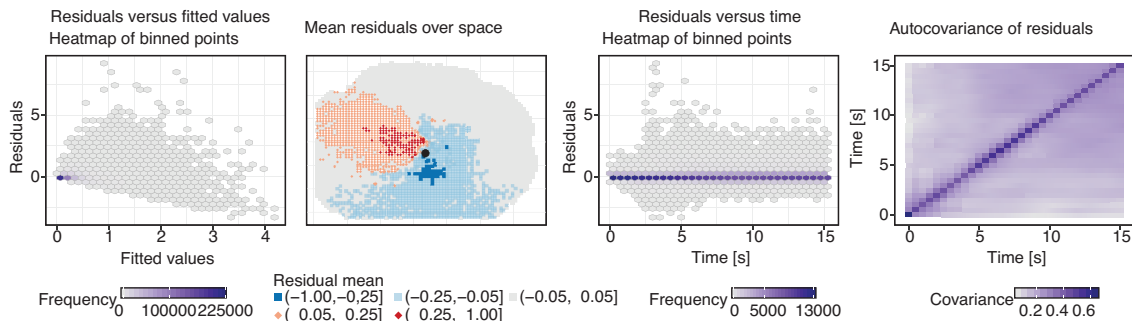 Residuals versus fitted values
Heatmap of binned points
Residuals
5
0
0 1 2 3 4
Fitted values
Frequency
0 100000 225000
Mean residuals over space
Residual mean
(−1.00,−0.25] (−0.25,−0.05] (−0.05, 0.05]
( 0.05, 0.25] ( 0.25, 1.00]
Residuals versus time
Heatmap of binned points
Residuals
5
0
0 5 10 15
Time [s]
Frequency
0 5000 13000
Autocovariance of residuals
Time [s]
15
10
5
0
0 5 10 15
Time [s]
Covariance
0.2 0.4 0.6